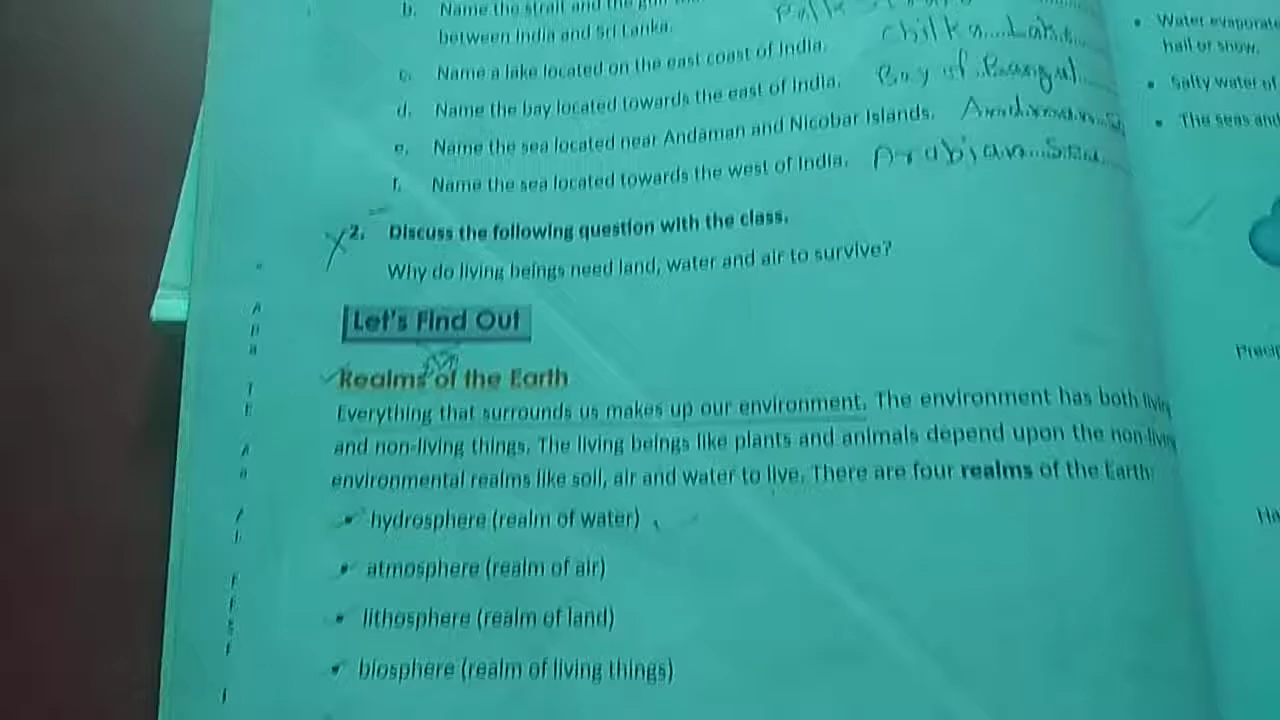 b. Name the strait and the gulf
between India and Sri Lanka. Palk
c. Name a lake located on the east coast of India. Chilka Lake
d. Name the bay located towards the east of India. Bay of Bangal
e. Name the sea located near Andaman and Nicobar Islands.
f. Name the sea located towards the west of India. Arabian Sea
2. Discuss the following question with the class.
Why do living beings need land, water and air to survive?
Let's Find Out
Realms of the Earth
Everything that surrounds us makes up our environment. The environment has both living
and non-living things. The living beings like plants and animals depend upon the non-living
environmental realms like soil, air and water to live. There are four realms of the Earth:
hydrosphere (realm of water)
atmosphere (realm of air)
lithosphere (realm of land)
biosphere (realm of living things)
Water evaporate
hail or snow.
Salty water of
The seas and
Precip
Ha